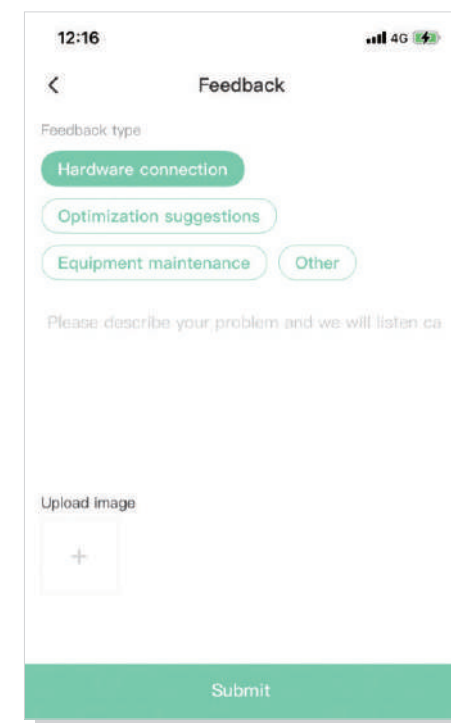 12:16 4G
Feedback
Feedback type
Hardware connection
Optimization suggestions
Equipment maintenance Other
Please describe your problem and we will listen ca
Upload image
Submit